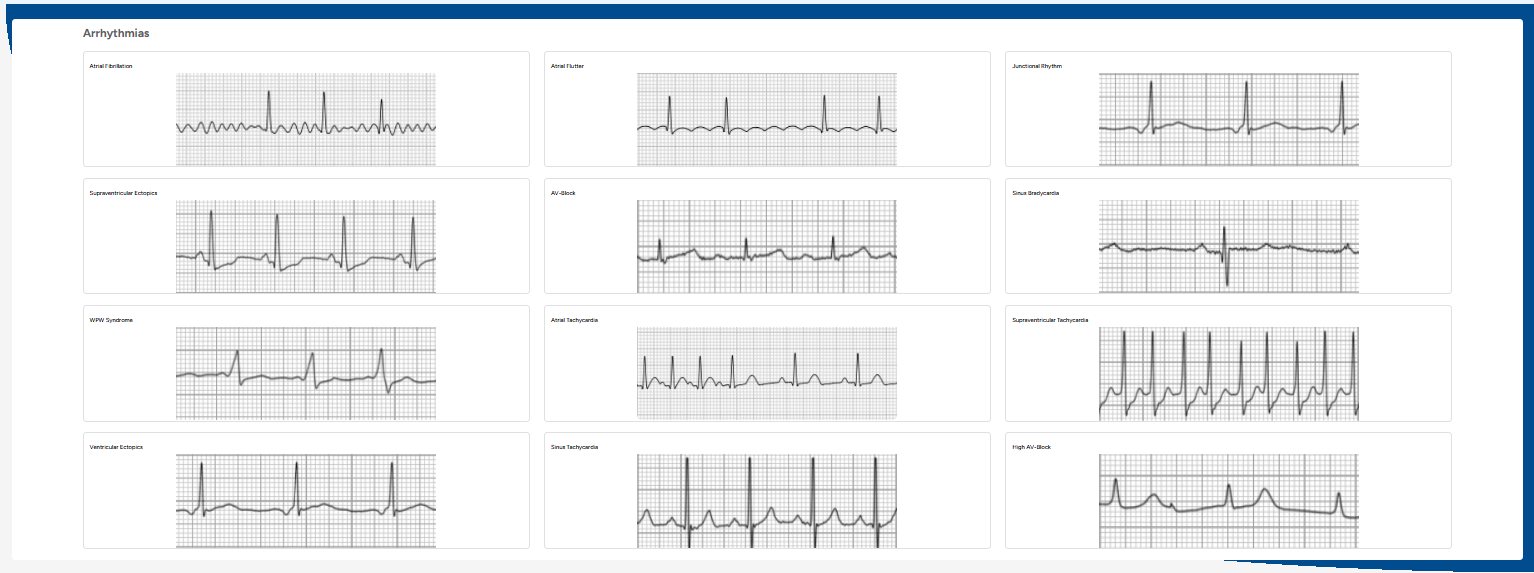 Arrhythmias
Atrial Fibrillation
Atrial Flutter
Junctional Rhythm
Supraventricular Ectopics
AV-Block
Sinus Bradycardia
WPW Syndrome
Atrial Tachycardia
Supraventricular Tachycardia
Ventricular Ectopics
Sinus Tachycardia
High AV-Block